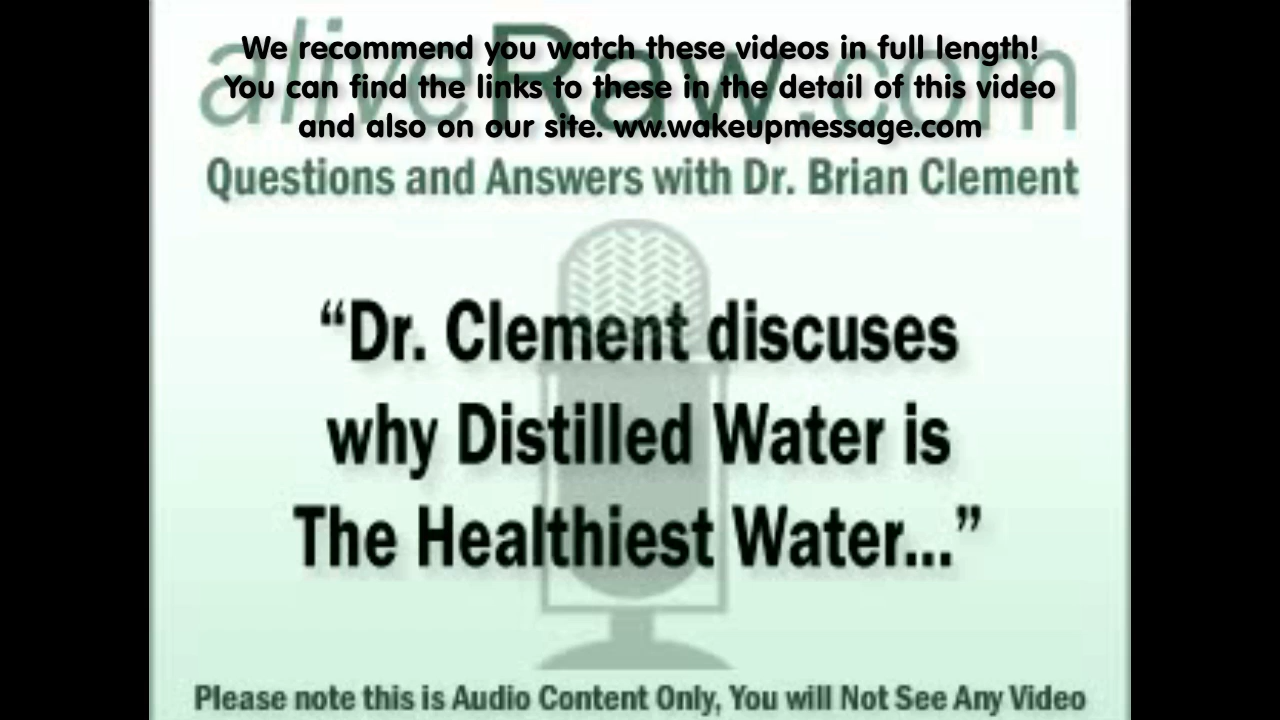 We recommend you watch these videos in full length!
You can find the links to these in the detail of this video
and also on our site. ww.wakeupmessage.com
aliveRaw.com
Questions and Answers with Dr. Brian Clement
“Dr. Clement discuses
why Distilled Water is
The Healthiest Water...”
Please note this is Audio Content Only, You will Not See Any Video